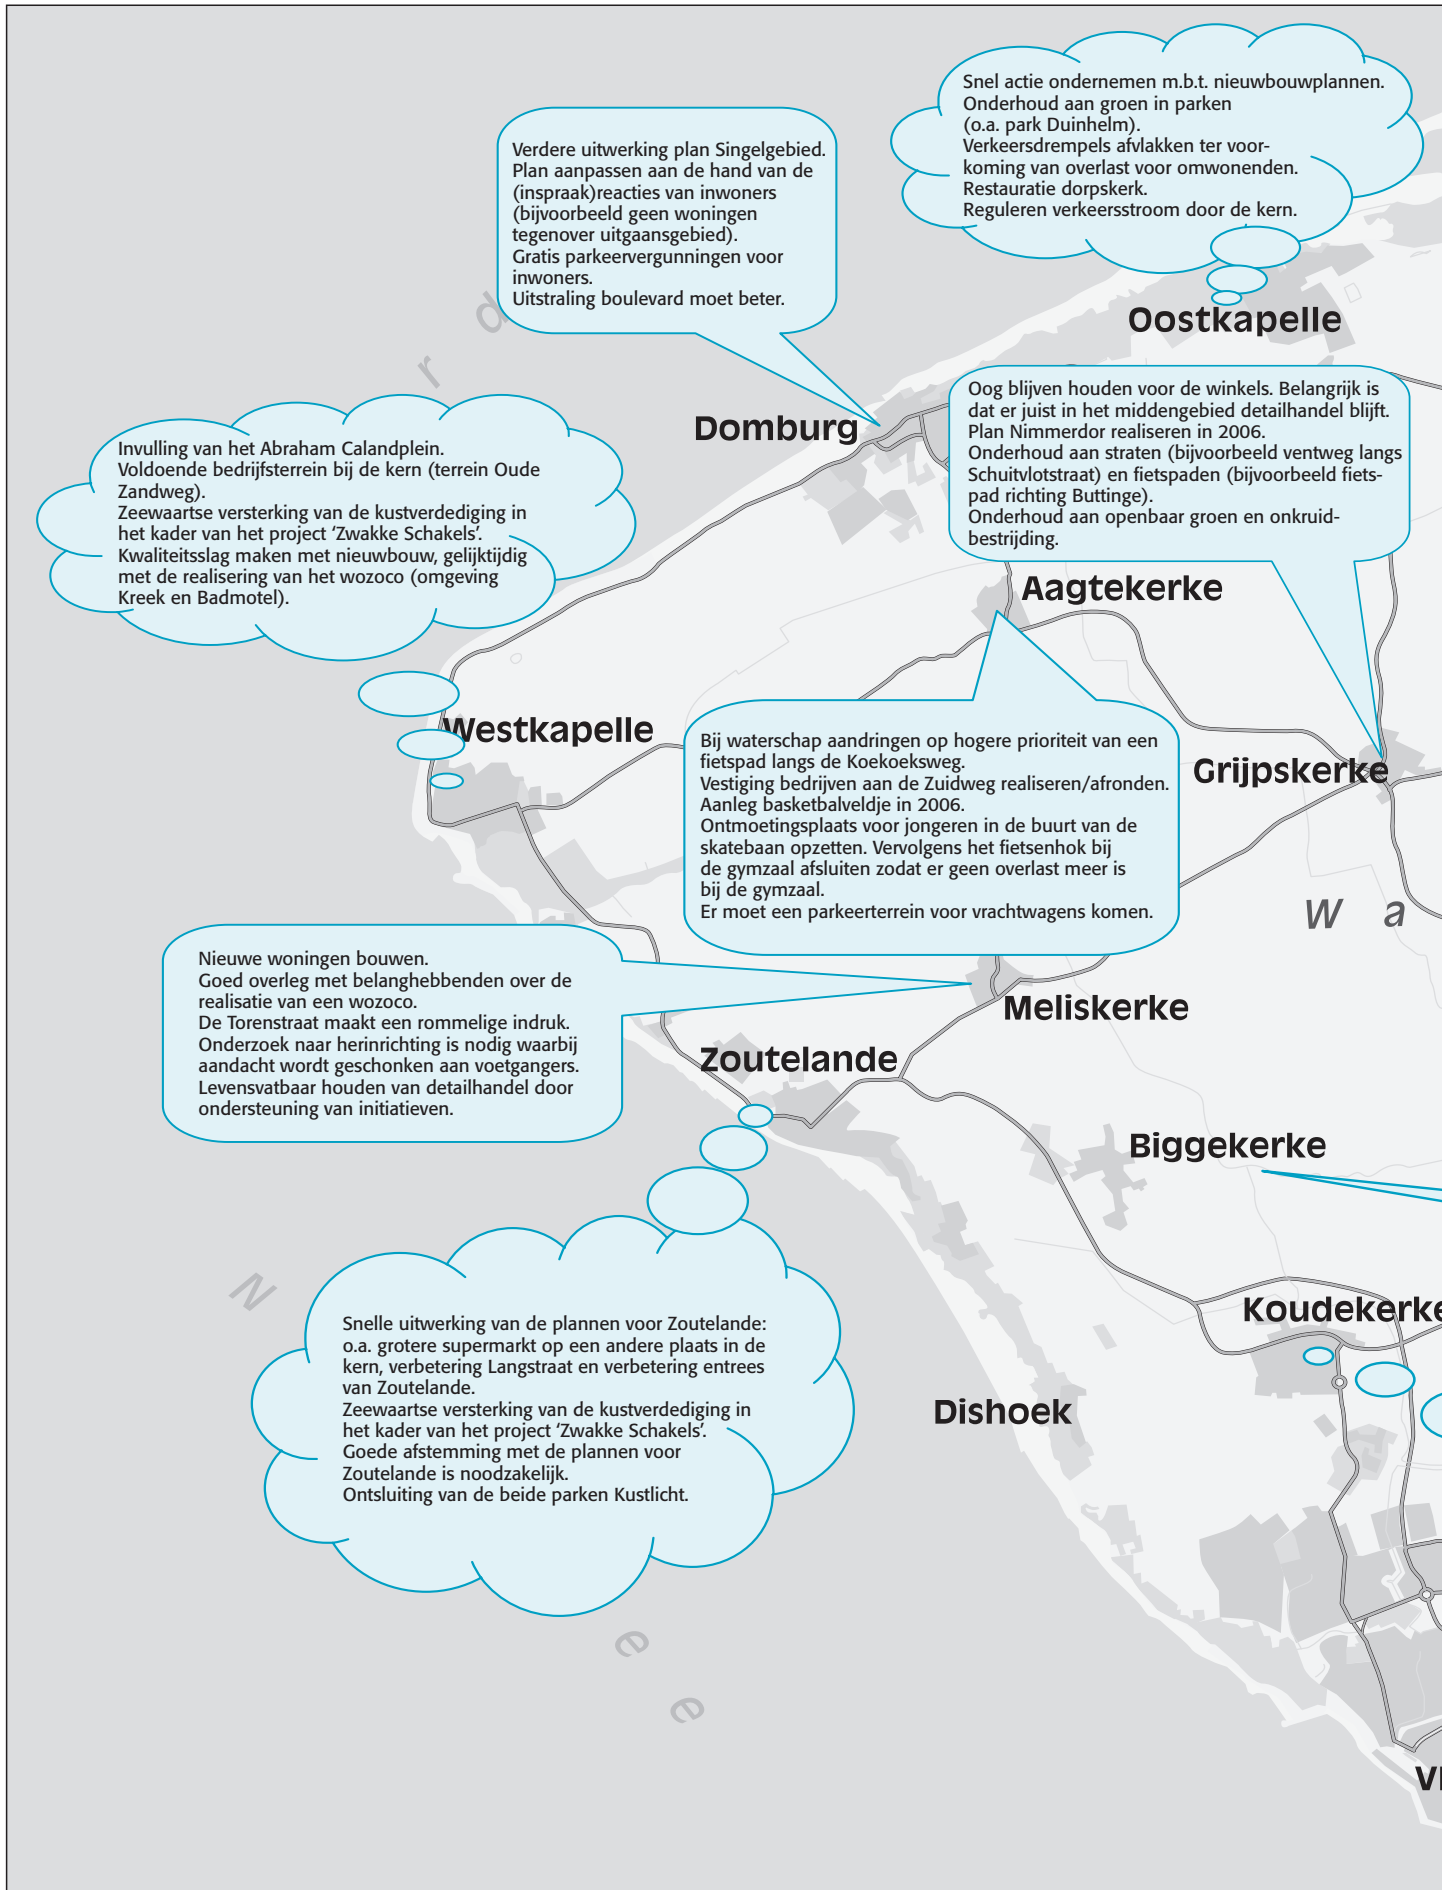 Snel actie ondernemen m.b.t. nieuwbouwplannen.
Onderhoud aan groen in parken
(o.a. park Duinhelm).
Verkeersdrempels afvlakken ter voor-
koming van overlast voor omwonenden.
Restauratie dorpskerk.
Reguleren verkeersstroom door de kern.
Verdere uitwerking plan Singelgebied.
Plan aanpassen aan de hand van de
(inspraak)reacties van inwoners
(bijvoorbeeld geen woningen
tegenover uitgaansgebied).
Gratis parkeervergunningen voor
inwoners.
Uitstraling boulevard moet beter.
d
r
Oostkapelle
Oog blijven houden voor de winkels. Belangrijk is
dat er juist in het middengebied detailhandel blijft.
Plan Nimmerdor realiseren in 2006.
Onderhoud aan straten (bijvoorbeeld ventweg langs
Schuitvlotstraat) en fietspaden (bijvoorbeeld fiets-
pad richting Buttinge).
Onderhoud aan openbaar groen en onkruid-
bestrijding.
Domburg
Invulling van het Abraham Calandplein.
Voldoende bedrijfsterrein bij de kern (terrein Oude
Zandweg).
Zeewaartse versterking van de kustverdediging in
het kader van het project ‘Zwakke Schakels’.
Kwaliteitsslag maken met nieuwbouw, gelijktijdig
met de realisering van het wozoco (omgeving
Kreek en Badmotel).
Aagtekerke
Westkapelle
Bij waterschap aandringen op hogere prioriteit van een
fietspad langs de Koekoeksweg.
Vestiging bedrijven aan de Zuidweg realiseren/afronden.
Aanleg basketbalveldje in 2006.
Ontmoetingsplaats voor jongeren in de buurt van de
skatebaan opzetten. Vervolgens het fietsenhok bij
de gymzaal afsluiten zodat er geen overlast meer is
bij de gymzaal.
Er moet een parkeerterrein voor vrachtwagens komen.
Grijpskerke
W a
Nieuwe woningen bouwen.
Goed overleg met belanghebbenden over de
realisatie van een wozoco.
De Torenstraat maakt een rommelige indruk.
Onderzoek naar herinrichting is nodig waarbij
aandacht wordt geschonken aan voetgangers.
Levensvatbaar houden van detailhandel door
ondersteuning van initiatieven.
Meliskerke
Zoutelande
Biggekerke
N
Koudekerke
Snelle uitwerking van de plannen voor Zoutelande:
o.a. grotere supermarkt op een andere plaats in de
kern, verbetering Langstraat en verbetering entrees
van Zoutelande.
Zeewaartse versterking van de kustverdediging in
het kader van het project ‘Zwakke Schakels’.
Goede afstemming met de plannen voor
Zoutelande is noodzakelijk.
Ontsluiting van de beide parken Kustlicht.
Dishoek
e
e
Vl